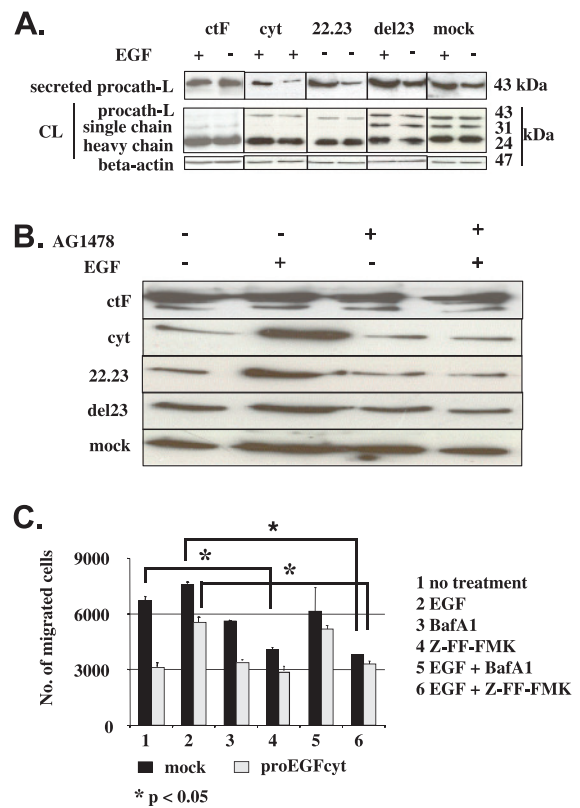 A.
ctF cyt 22.23 del23 mock
EGF + - + + - - + - + -
secreted procath-L 43 kDa
procath-L 43
CL single chain 31 kDa
heavy chain 24
beta-actin 47
B.
AG1478 - - + +
EGF - + - +
ctF
cyt
22.23
del23
mock
C.
No. of migrated cells
9000
6000
3000
0
* * *
1 2 3 4 5 6
mock proEGFcyt
* p < 0.05
1 no treatment
2 EGF
3 BafA1
4 Z-FF-FMK
5 EGF + BafA1
6 EGF + Z-FF-FMK